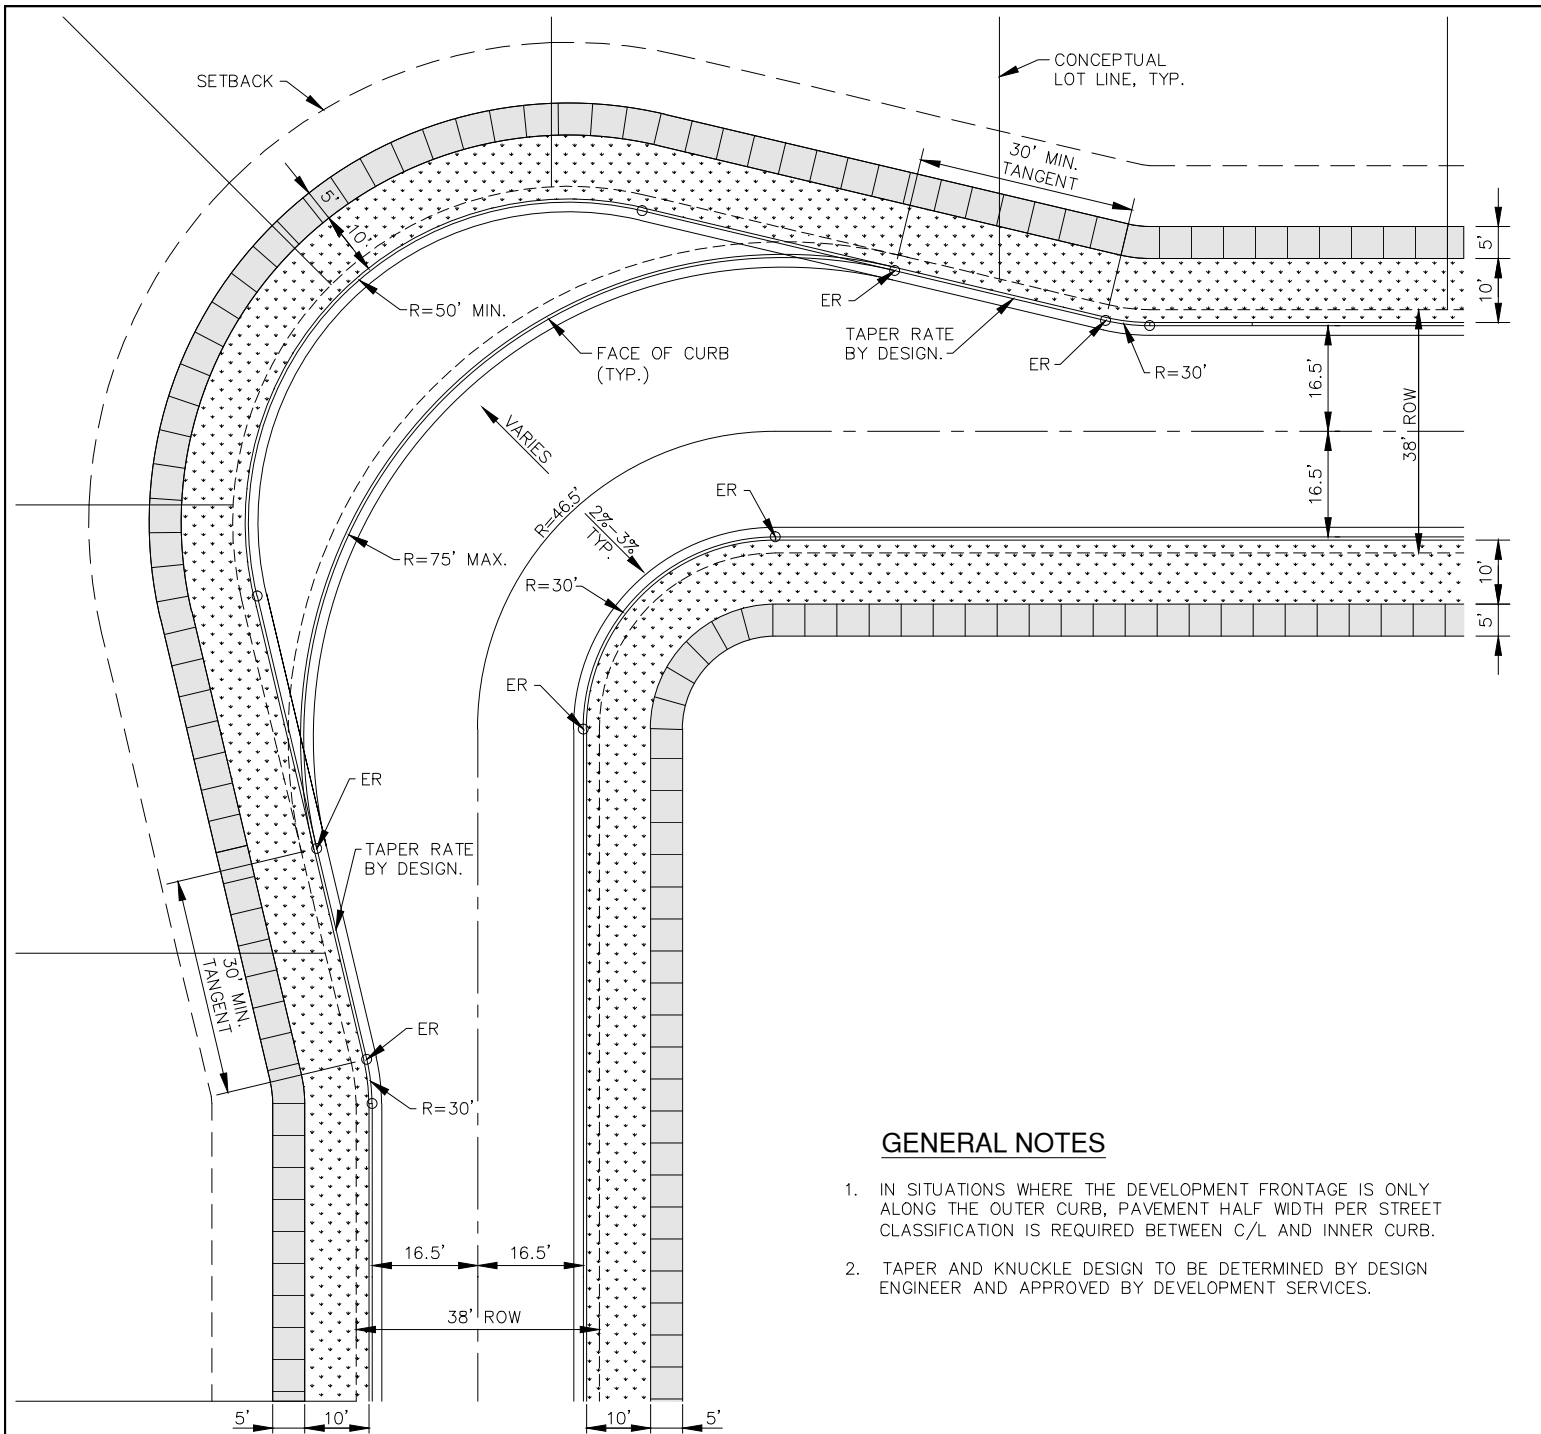 SETBACK
CONCEPTUAL
LOT LINE, TYP.
30' MIN.
TANGENT
5'
10'
5'
10'
R=50' MIN.
ER
TAPER RATE
BY DESIGN.
FACE OF CURB
(TYP.)
ER
R=30'
16.5'
38' ROW
16.5'
VARIES
R=46.5'
2%-3%
TYP.
ER
R=75' MAX.
R=30'
10'
5'
ER
ER
TAPER RATE
BY DESIGN.
30' MIN.
TANGENT
ER
R=30'
GENERAL NOTES
1. IN SITUATIONS WHERE THE DEVELOPMENT FRONTAGE IS ONLY
ALONG THE OUTER CURB, PAVEMENT HALF WIDTH PER STREET
CLASSIFICATION IS REQUIRED BETWEEN C/L AND INNER CURB.
2. TAPER AND KNUCKLE DESIGN TO BE DETERMINED BY DESIGN
ENGINEER AND APPROVED BY DEVELOPMENT SERVICES.
16.5'
16.5'
38' ROW
5'
10'
10'
5'